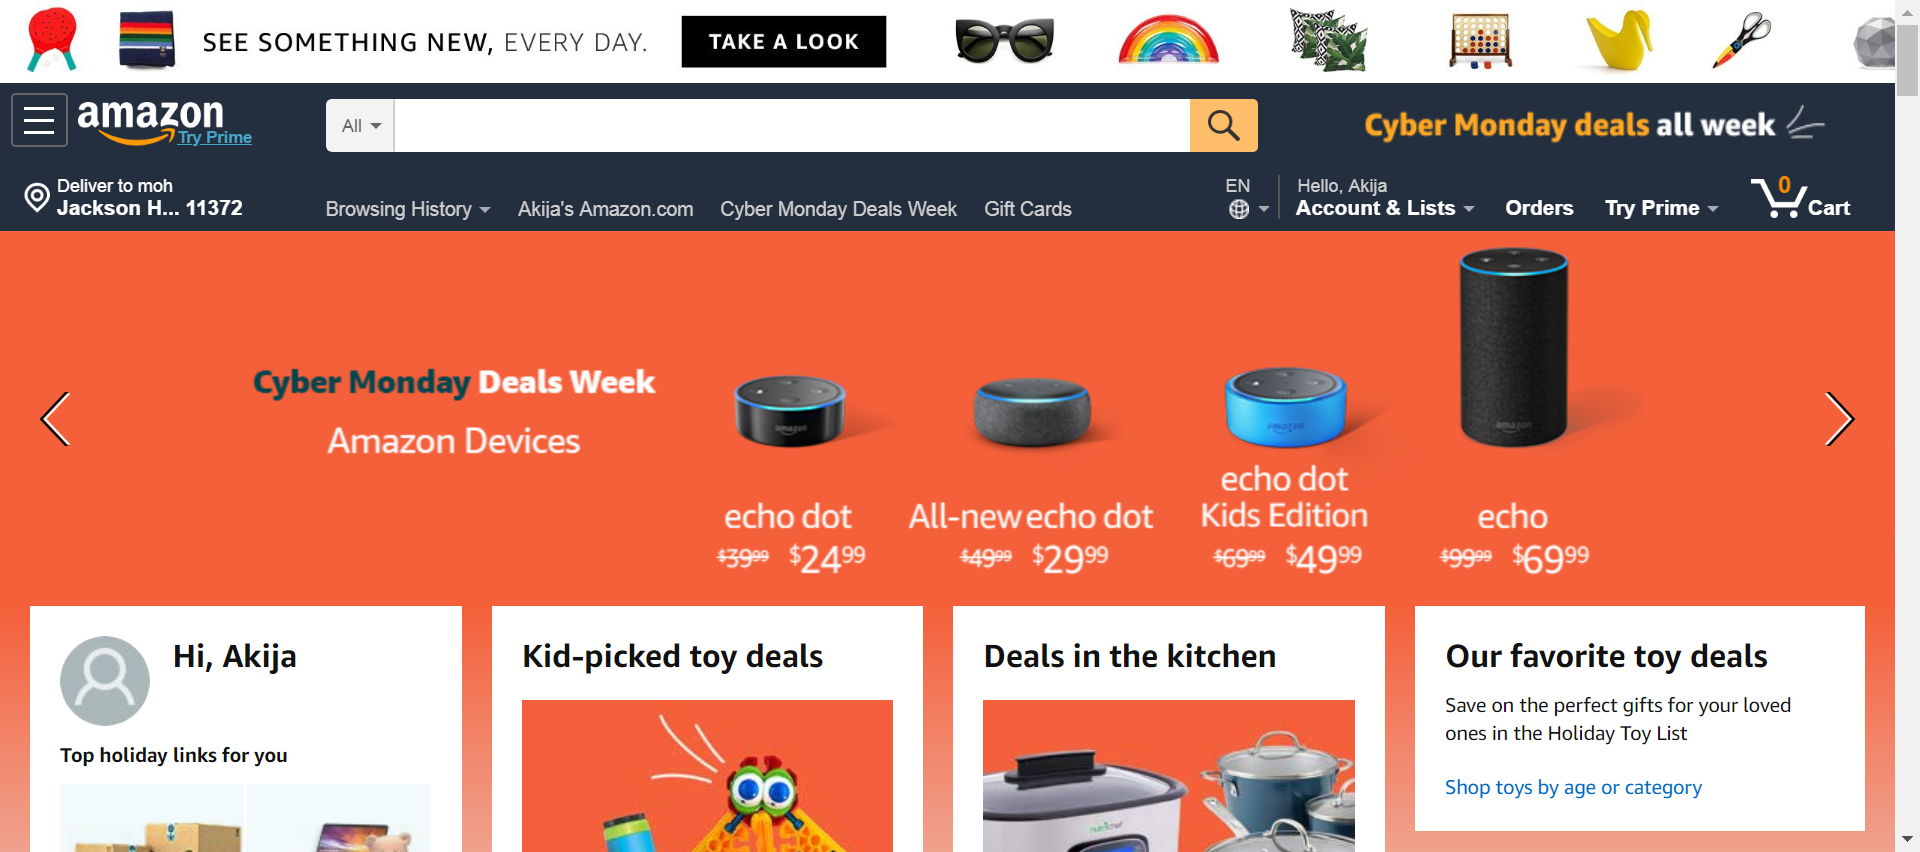 SEE SOMETHING NEW, EVERY DAY.
TAKE A LOOK
amazon
Try Prime
All
Cyber Monday deals all week
Deliver to moh
Jackson H... 11372
Browsing History
Akija's Amazon.com
Cyber Monday Deals Week
Gift Cards
EN
Hello, Akija
Account & Lists
Orders
Try Prime
0
Cart
Cyber Monday Deals Week
Amazon Devices
amazon
amazon
amazon
echo dot
$39.99 $24.99
All-new echo dot
$49.99 $29.99
echo dot
Kids Edition
$69.99 $49.99
echo
$99.99 $69.99
Hi, Akija
Top holiday links for you
Kid-picked toy deals
Deals in the kitchen
nutrichef
Our favorite toy deals
Save on the perfect gifts for your loved
ones in the Holiday Toy List
Shop toys by age or category